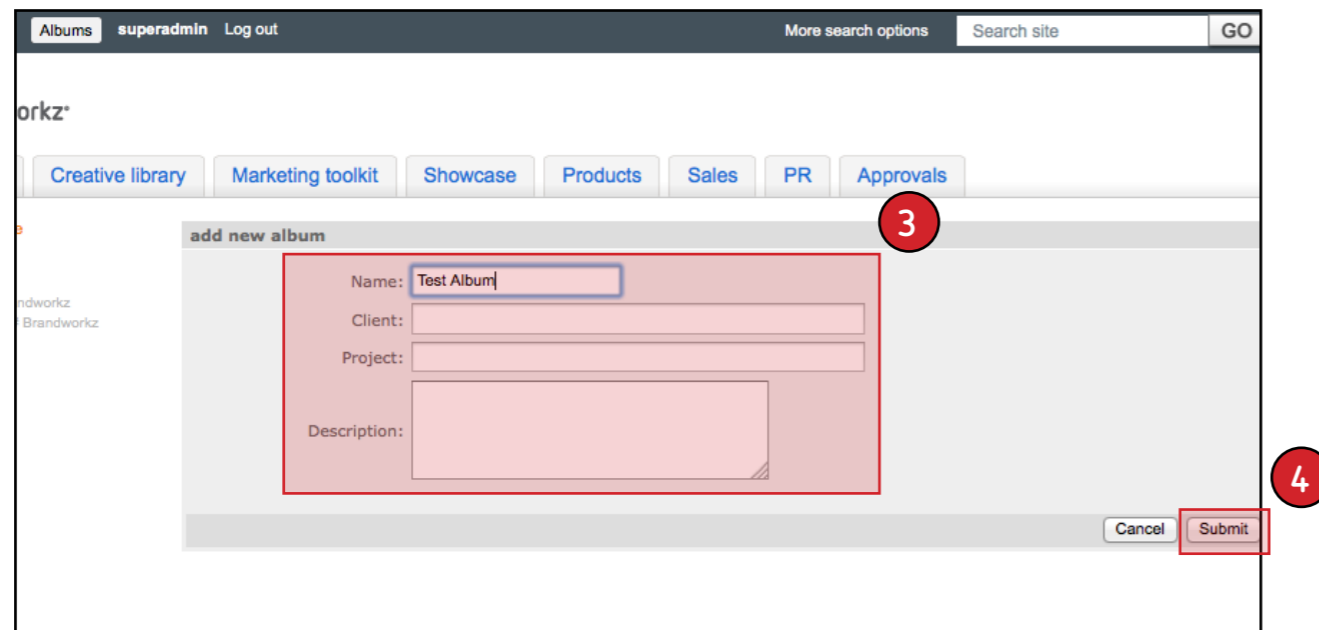 Albums superadmin Log out More search options Search site GO
orkz
Creative library Marketing toolkit Showcase Products Sales PR Approvals
3
e
add new album
Name: Test Album
ndworkz
Client:
Brandworkz
Project:
Description:
4
Cancel Submit